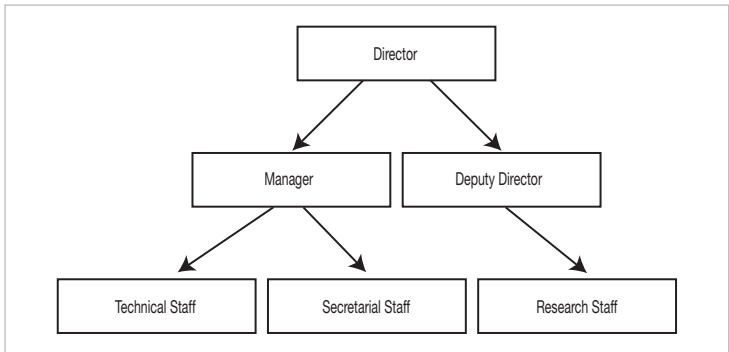 Director
Manager
Deputy Director
Technical Staff
Secretarial Staff
Research Staff